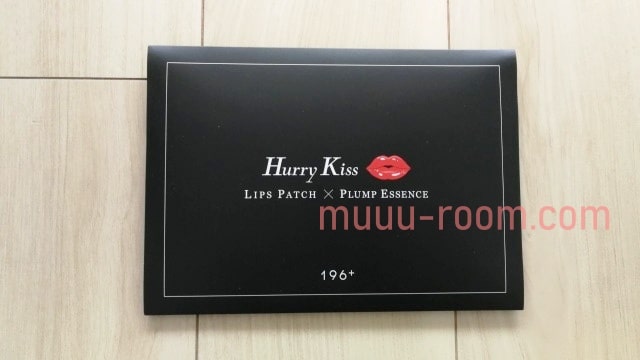 Hurry Kiss
LIPS PATCH × PLUMP ESSENCE
muuu-room.com
196+